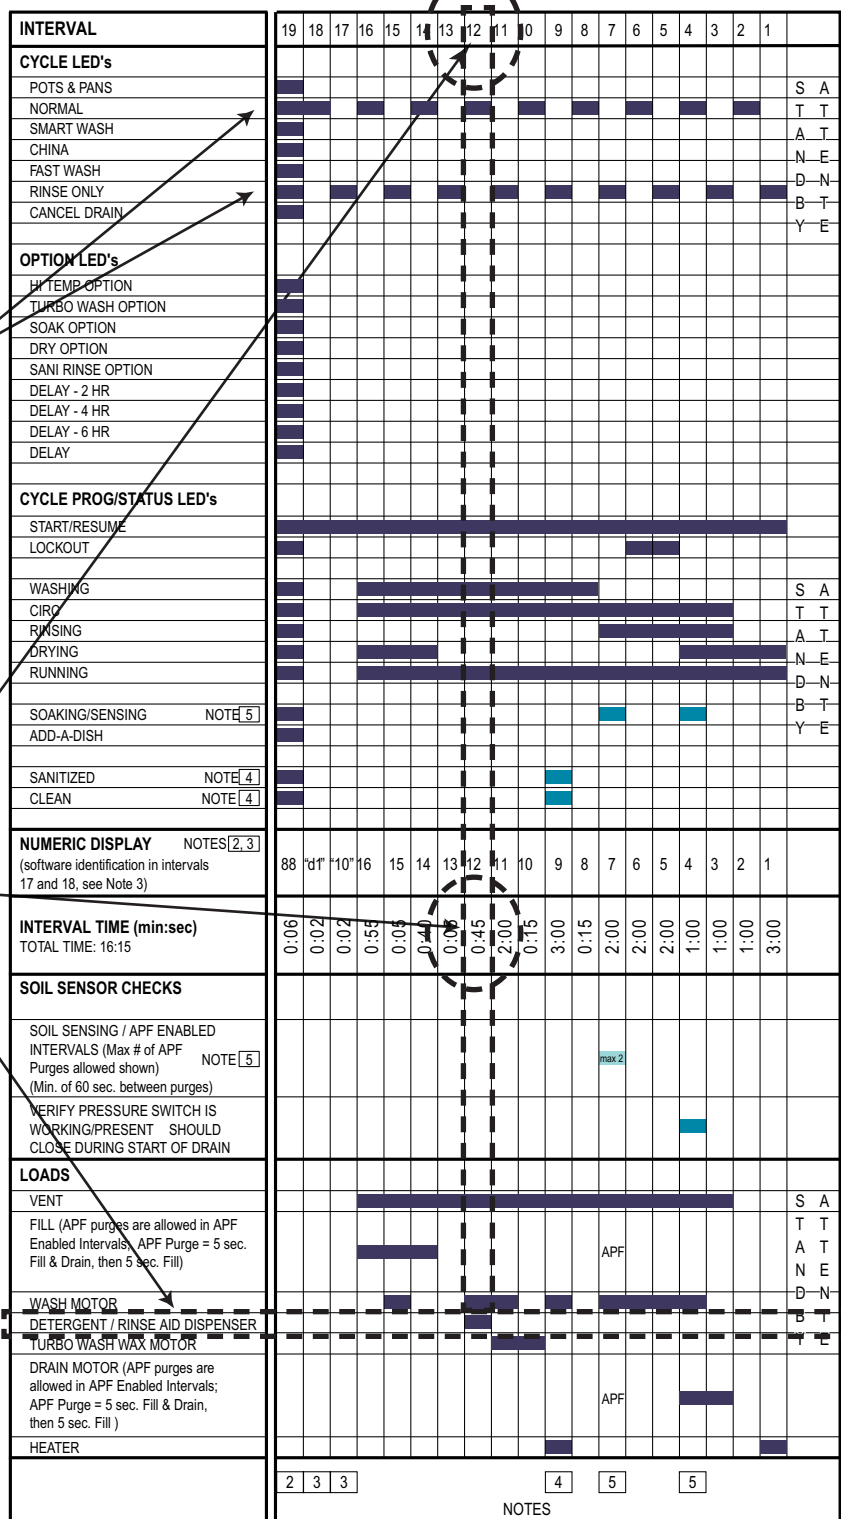 INTERVAL 19 18 17 16 15 14 13 12 11 10 9 8 7 6 5 4 3 2 1
CYCLE LED's
POTS & PANS
NORMAL
SMART WASH
CHINA
FAST WASH
RINSE ONLY
CANCEL DRAIN
STANDBY
ATTENTE
OPTION LED's
HI TEMP OPTION
TURBO WASH OPTION
SOAK OPTION
DRY OPTION
SANI RINSE OPTION
DELAY - 2 HR
DELAY - 4 HR
DELAY - 6 HR
DELAY
CYCLE PROG/STATUS LED's
START/RESUME
LOCKOUT
WASHING
CIRC
RINSING
DRYING
RUNNING
SOAKING/SENSING NOTE 5
ADD-A-DISH
SANITIZED NOTE 4
CLEAN NOTE 4
STANDBY
ATTENTE
NUMERIC DISPLAY NOTES 2, 3
(software identification in intervals
17 and 18, see Note 3)
88 "d1" "10" 16 15 14 13 12 11 10 9 8 7 6 5 4 3 2 1
INTERVAL TIME (min:sec)
TOTAL TIME: 16:15
0:06 0:02 0:02 0:55 0:05 0:40 0:05 0:45 2:00 0:15 3:00 0:15 2:00 2:00 2:00 1:00 1:00 1:00 3:00
SOIL SENSOR CHECKS
SOIL SENSING / APF ENABLED
INTERVALS (Max # of APF
Purges allowed shown) NOTE 5
(Min. of 60 sec. between purges)
max 2
VERIFY PRESSURE SWITCH IS
WORKING/PRESENT SHOULD
CLOSE DURING START OF DRAIN
LOADS
VENT
FILL (APF purges are allowed in APF
Enabled Intervals; APF Purge = 5 sec.
Fill & Drain, then 5 sec. Fill)
APF
WASH MOTOR
DETERGENT / RINSE AID DISPENSER
TURBO WASH WAX MOTOR
STANDBY
ATTENTE
DRAIN MOTOR (APF purges are
allowed in APF Enabled Intervals;
APF Purge = 5 sec. Fill & Drain,
then 5 sec. Fill )
APF
HEATER
2 3 3 4 5 5
NOTES